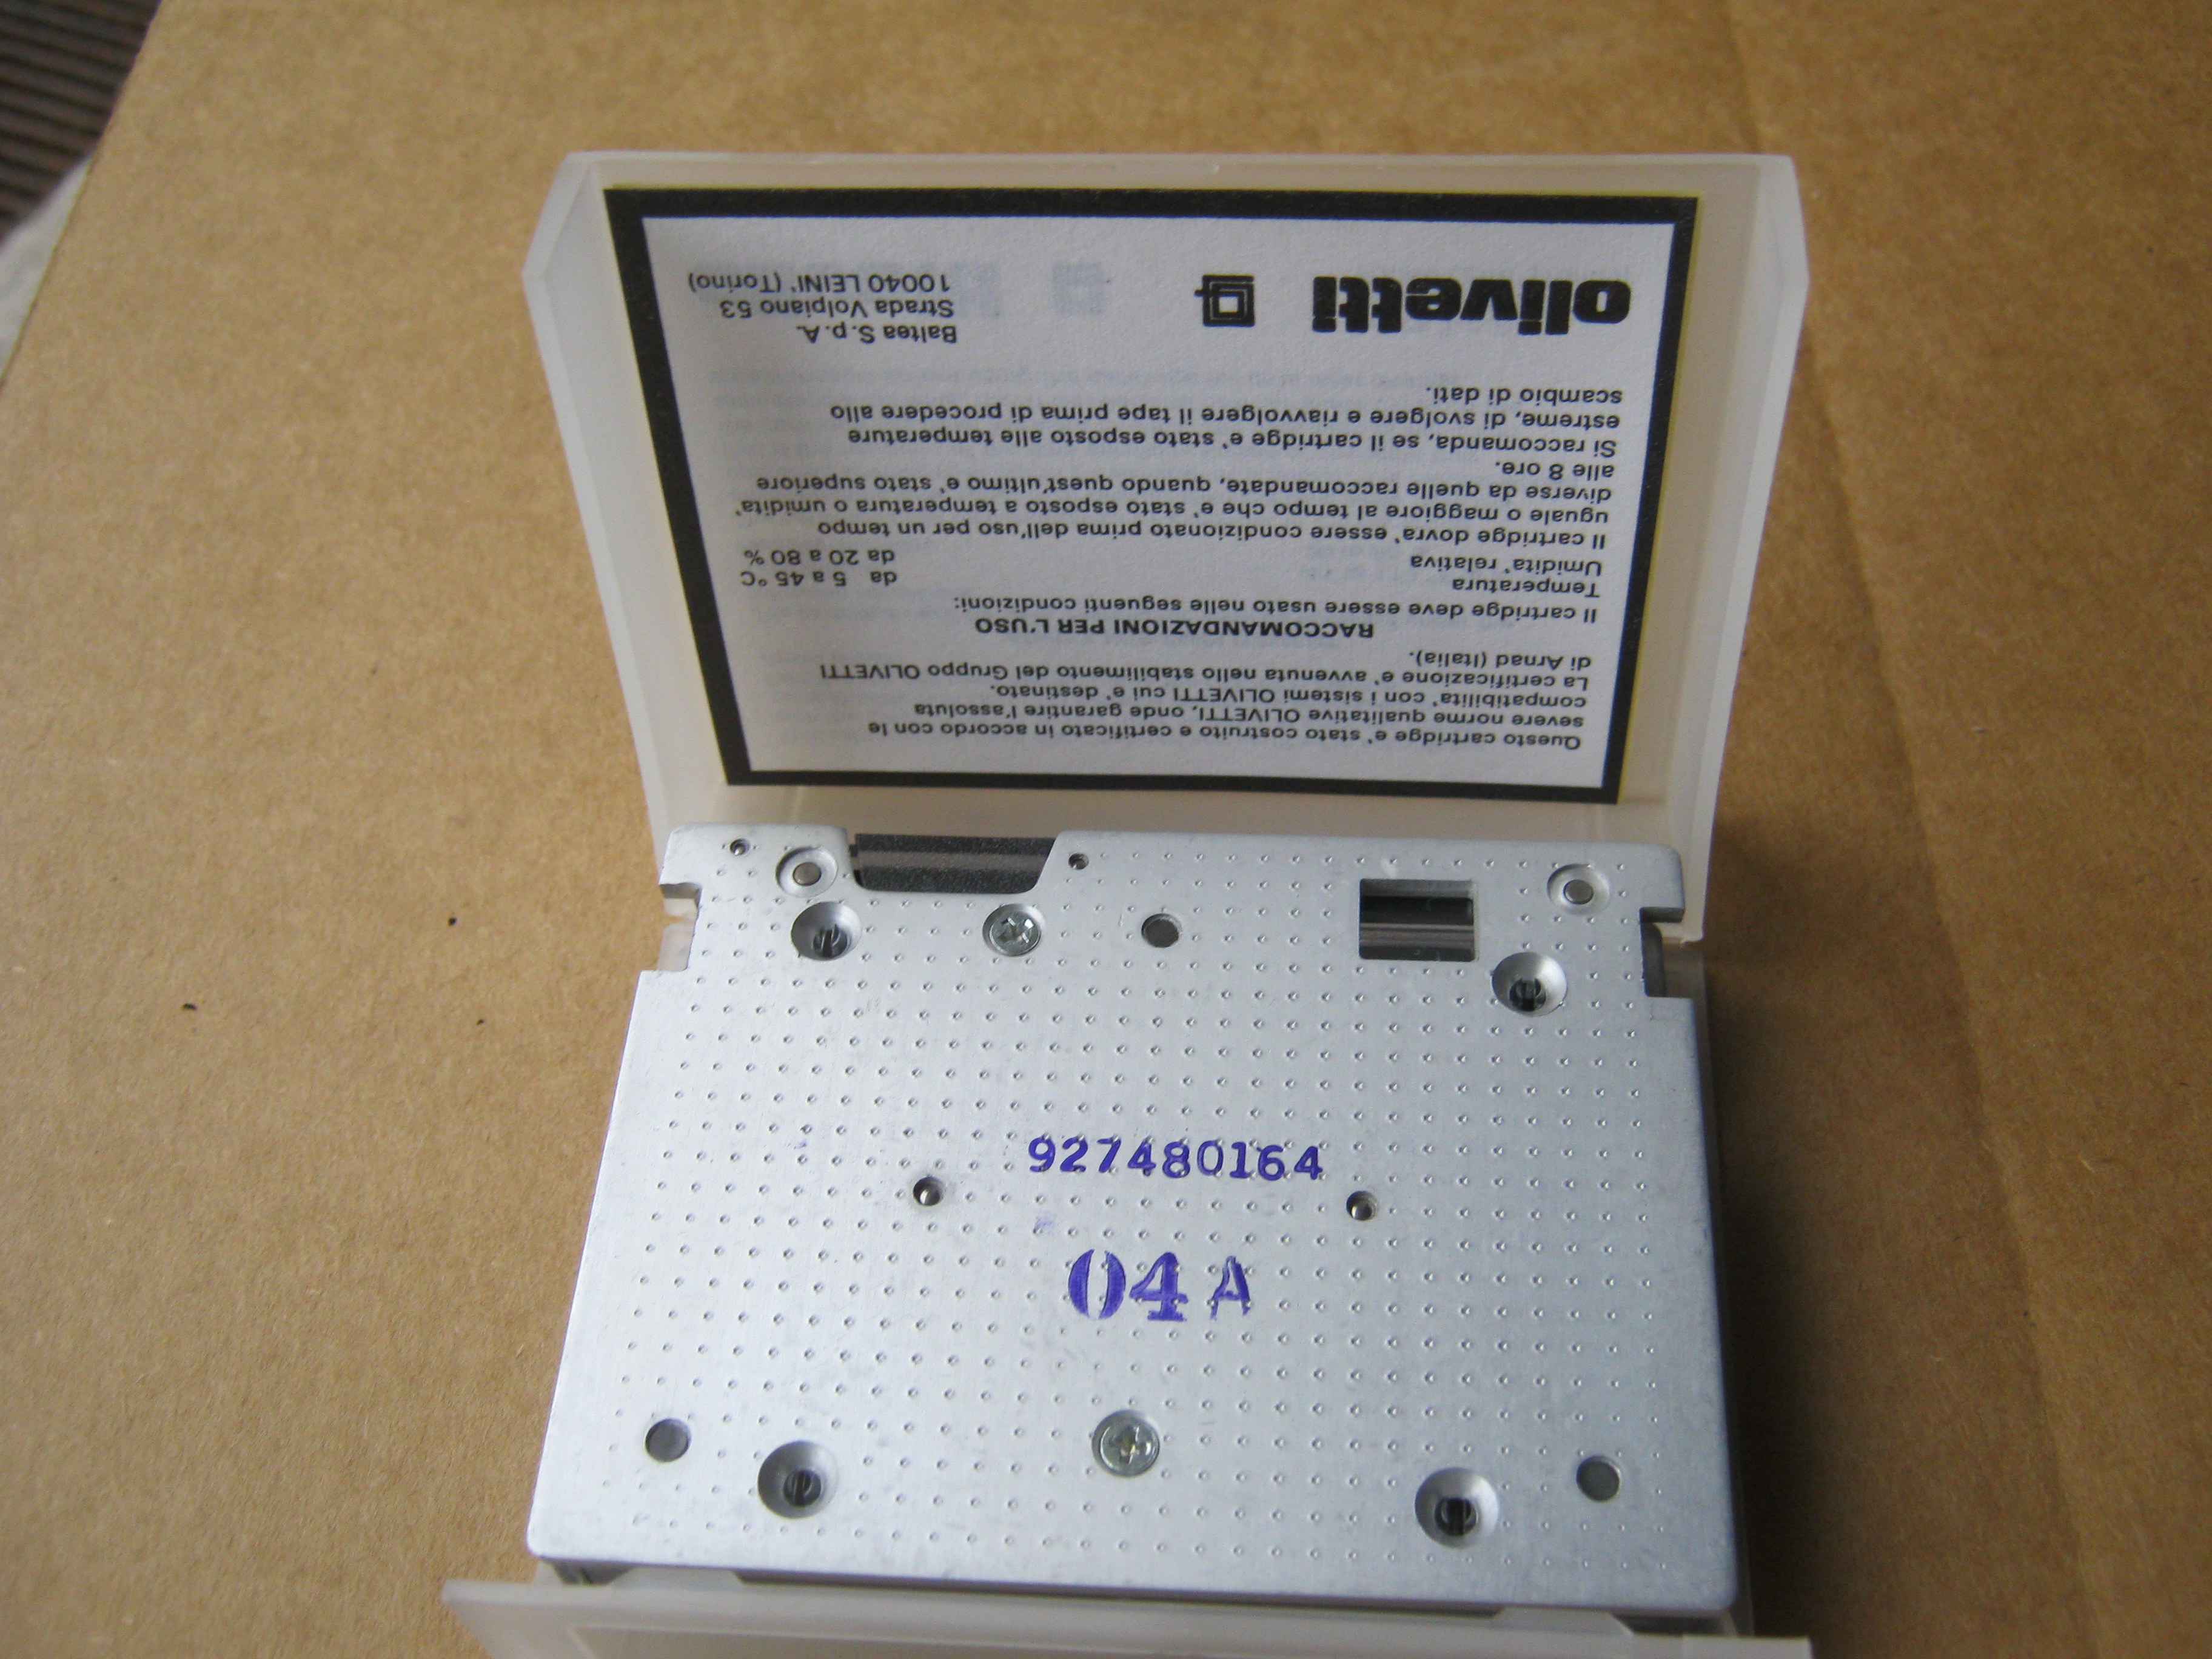 Questo cartridge e' stato costruito e certificato in accordo con le
severe norme qualitative OLIVETTI, onde garantire l'assoluta
compatibilita' con i sistemi OLIVETTI cui e' destinato.
La certificazione e' avvenuta nello stabilimento del Gruppo OLIVETTI
di Arnad (Italia).
RACCOMANDAZIONI PER L'USO
Il cartridge deve essere usato nelle seguenti condizioni:
Temperatura da 5 a 45 °C
Umidita' relativa da 20 a 80 %
Il cartridge dovra' essere condizionato prima dell'uso per un tempo
uguale o maggiore al tempo che e' stato esposto a temperatura o umidita'
diverse da quelle raccomandate, quando quest'ultimo e' stato superiore
alle 8 ore.
Si raccomanda, se il cartridge e' stato esposto alle temperature
estreme, di svolgere e riavvolgere il tape prima di procedere allo
scambio di dati.
olivetti
Baltea S.p.A.
Strada Volpiano 53
10040 LEINI' (Torino)
927480164
04 A